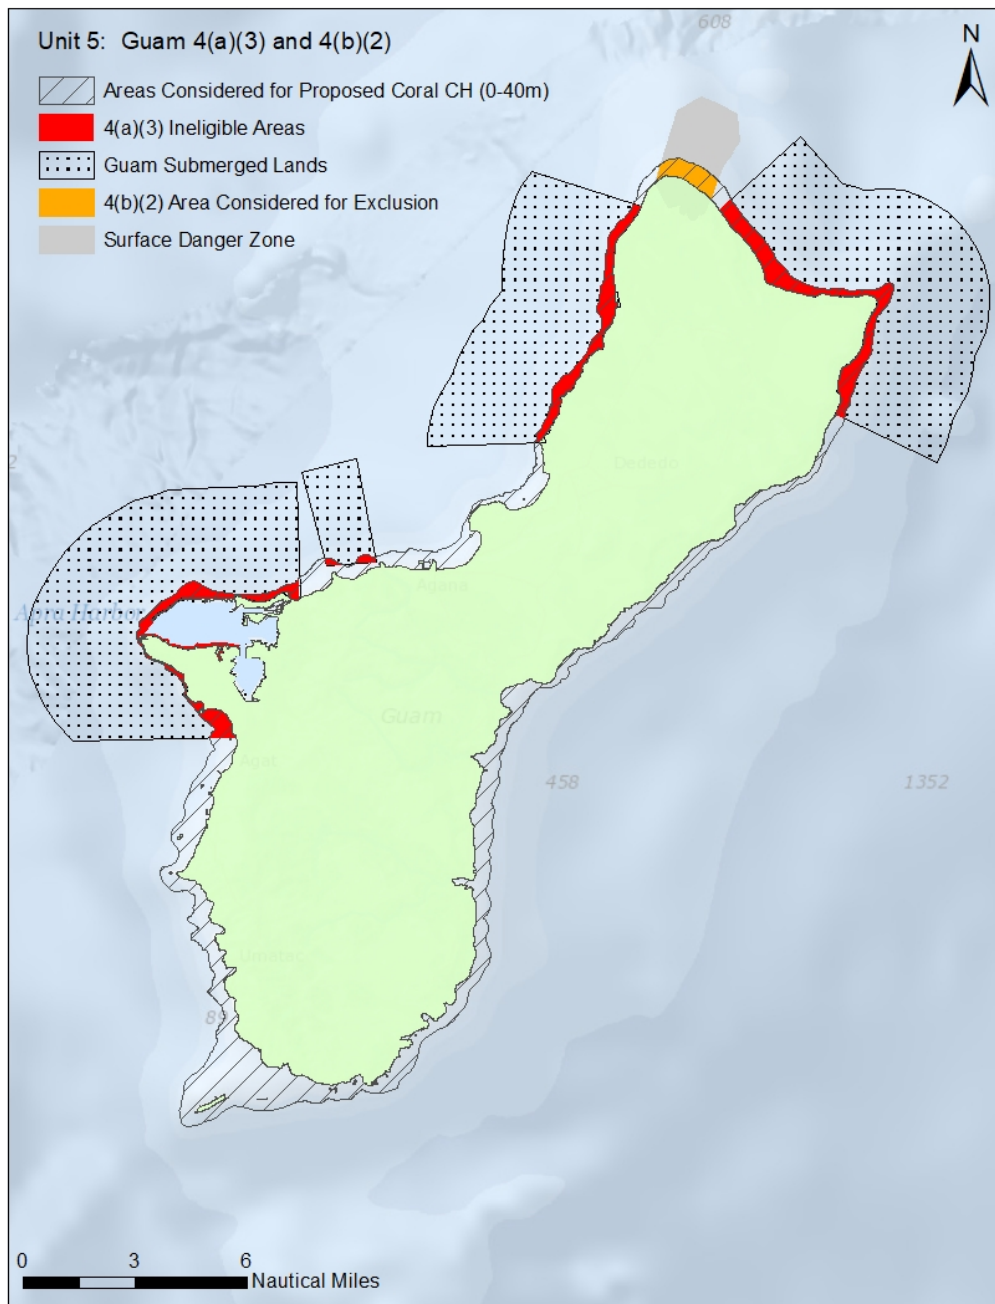 608
Unit 5: Guam 4(a)(3) and 4(b)(2)
N
Areas Considered for Proposed Coral CH (0-40m)
4(a)(3) Ineligible Areas
Guam Submerged Lands
4(b)(2) Area Considered for Exclusion
Surface Danger Zone
2
Dededo
Agana
Apra Harbor
Guam
Agat
458
1352
Umatac
89
0 3 6
Nautical Miles